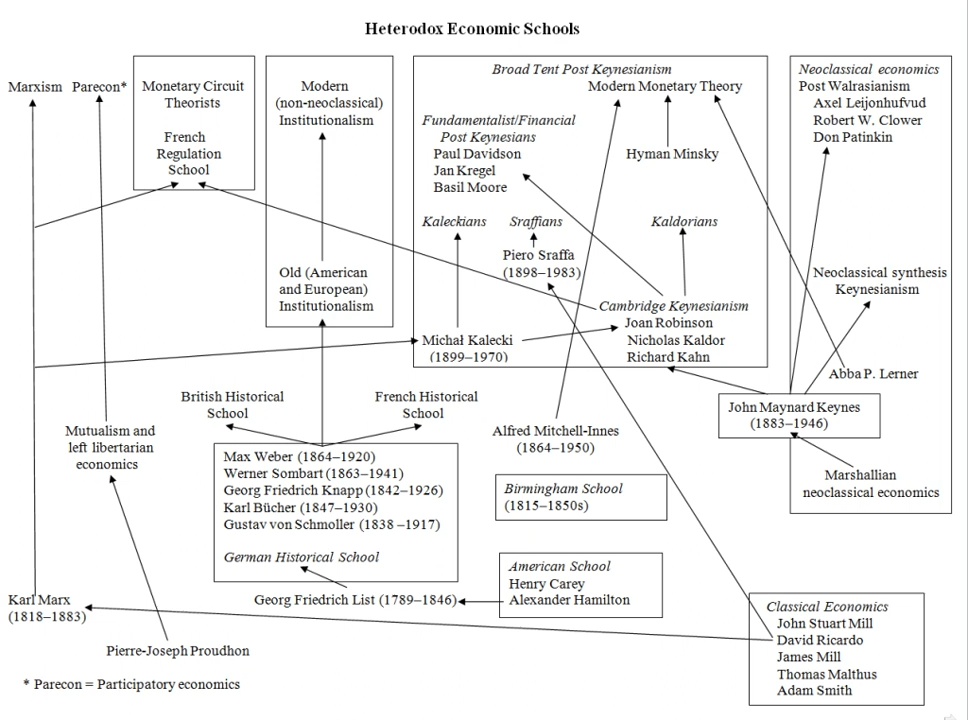 Heterodox Economic Schools
Marxism
Parecon*
Monetary Circuit
Theorists
French
Regulation
School
Modern
(non-neoclassical)
Institutionalism
Old (American
and European)
Institutionalism
Broad Tent Post Keynesianism
Modern Monetary Theory
Fundamentalist/Financial
Post Keynesians
Paul Davidson
Jan Kregel
Basil Moore
Hyman Minsky
Kaleckians
Sraffians
Kaldorians
Piero Sraffa
(1898–1983)
Cambridge Keynesianism
Joan Robinson
Nicholas Kaldor
Richard Kahn
Michał Kalecki
(1899–1970)
Neoclassical economics
Post Walrasianism
Axel Leijonhufvud
Robert W. Clower
Don Patinkin
Neoclassical synthesis
Keynesianism
Abba P. Lerner
John Maynard Keynes
(1883–1946)
Marshallian
neoclassical economics
British Historical
School
French Historical
School
Mutualism and
left libertarian
economics
Max Weber (1864–1920)
Werner Sombart (1863–1941)
Georg Friedrich Knapp (1842–1926)
Karl Bücher (1847–1930)
Gustav von Schmoller (1838 –1917)
German Historical School
Alfred Mitchell-Innes
(1864–1950)
Birmingham School
(1815–1850s)
American School
Henry Carey
Alexander Hamilton
Georg Friedrich List (1789–1846)
Karl Marx
(1818–1883)
Classical Economics
John Stuart Mill
David Ricardo
James Mill
Thomas Malthus
Adam Smith
Pierre-Joseph Proudhon
* Parecon = Participatory economics